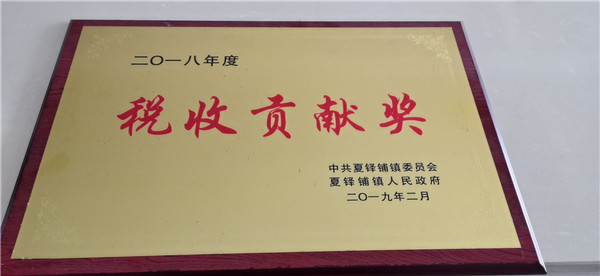 二〇一八年度
税收贡献奖
中共夏铎铺镇委员会
夏铎铺镇人民政府
二〇一九年二月